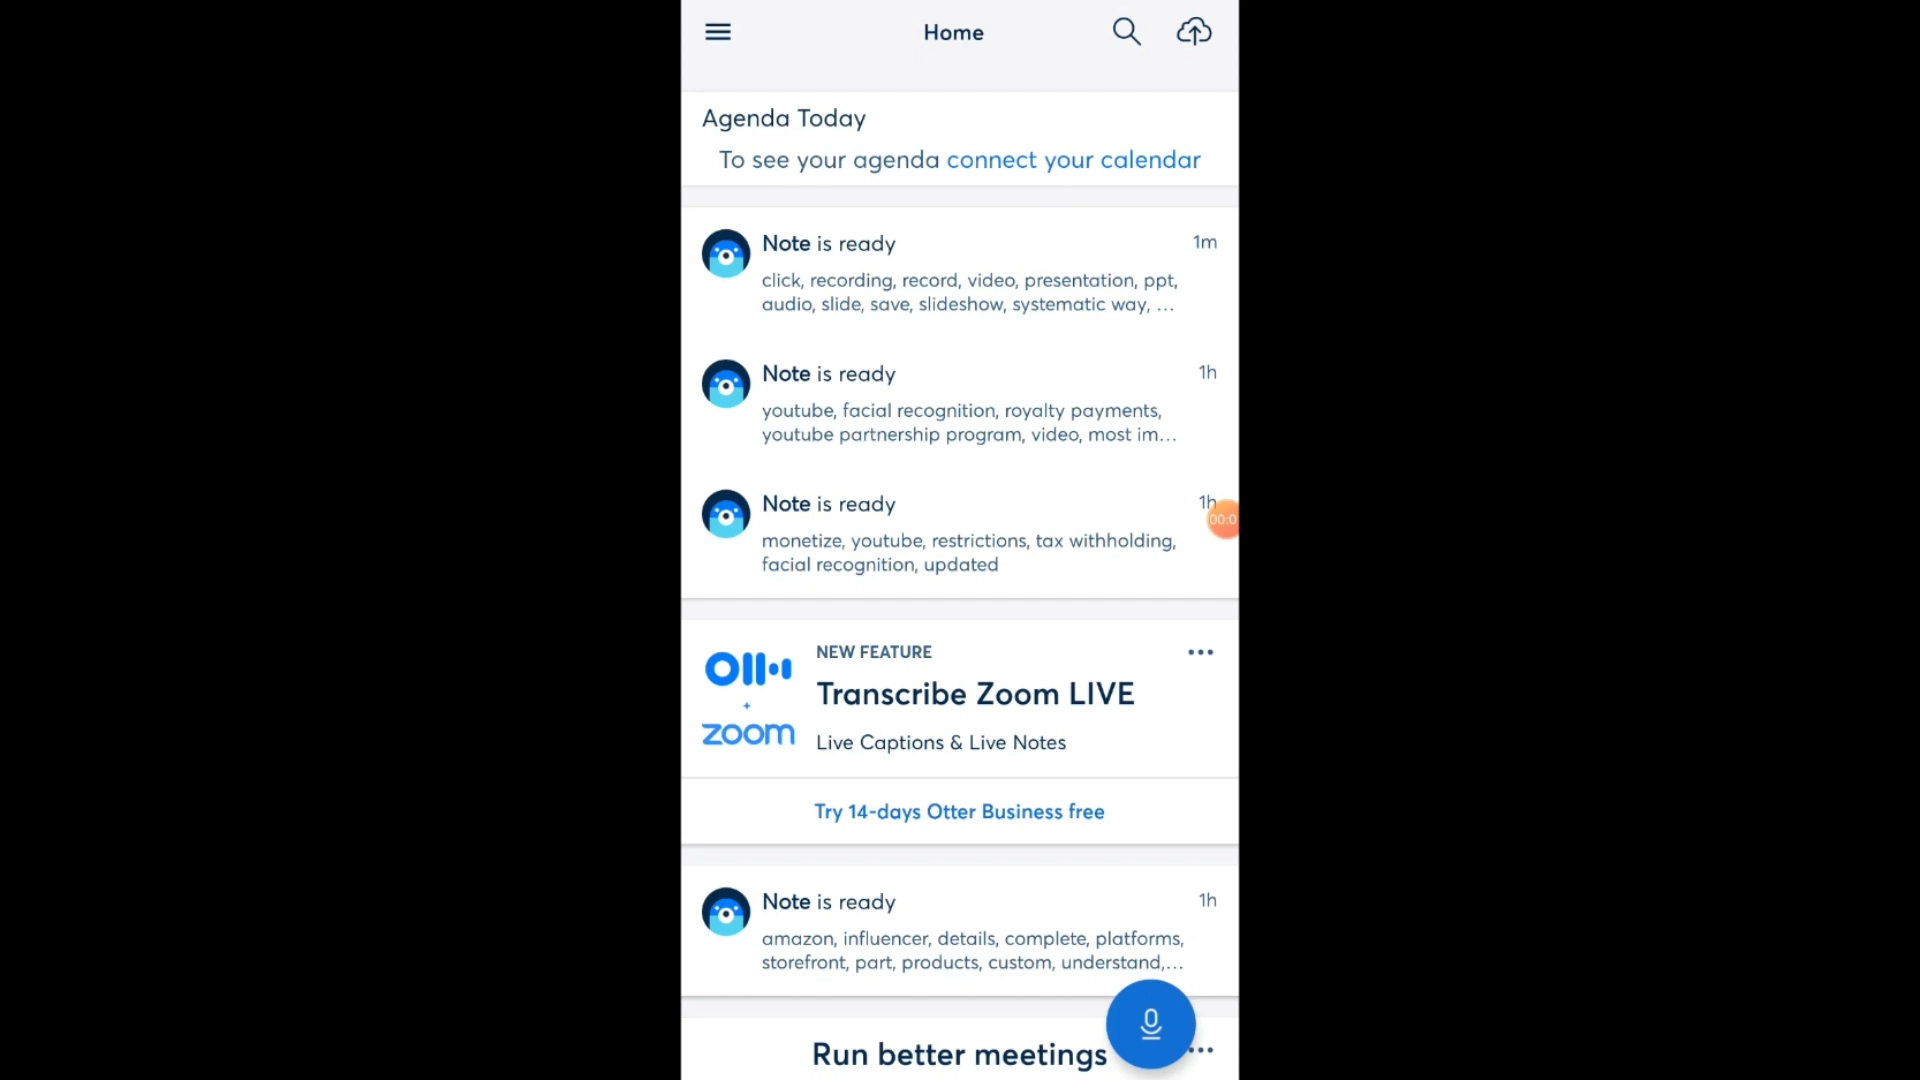 Home
Agenda Today
To see your agenda connect your calendar
Note is ready
1m
click, recording, record, video, presentation, ppt,
audio, slide, save, slideshow, systematic way, ...
Note is ready
1h
youtube, facial recognition, royalty payments,
youtube partnership program, video, most im...
Note is ready
1h
00:0
monetize, youtube, restrictions, tax withholding,
facial recognition, updated
NEW FEATURE
Transcribe Zoom LIVE
zoom
Live Captions & Live Notes
Try 14-days Otter Business free
Note is ready
1h
amazon, influencer, details, complete, platforms,
storefront, part, products, custom, understand,...
Run better meetings